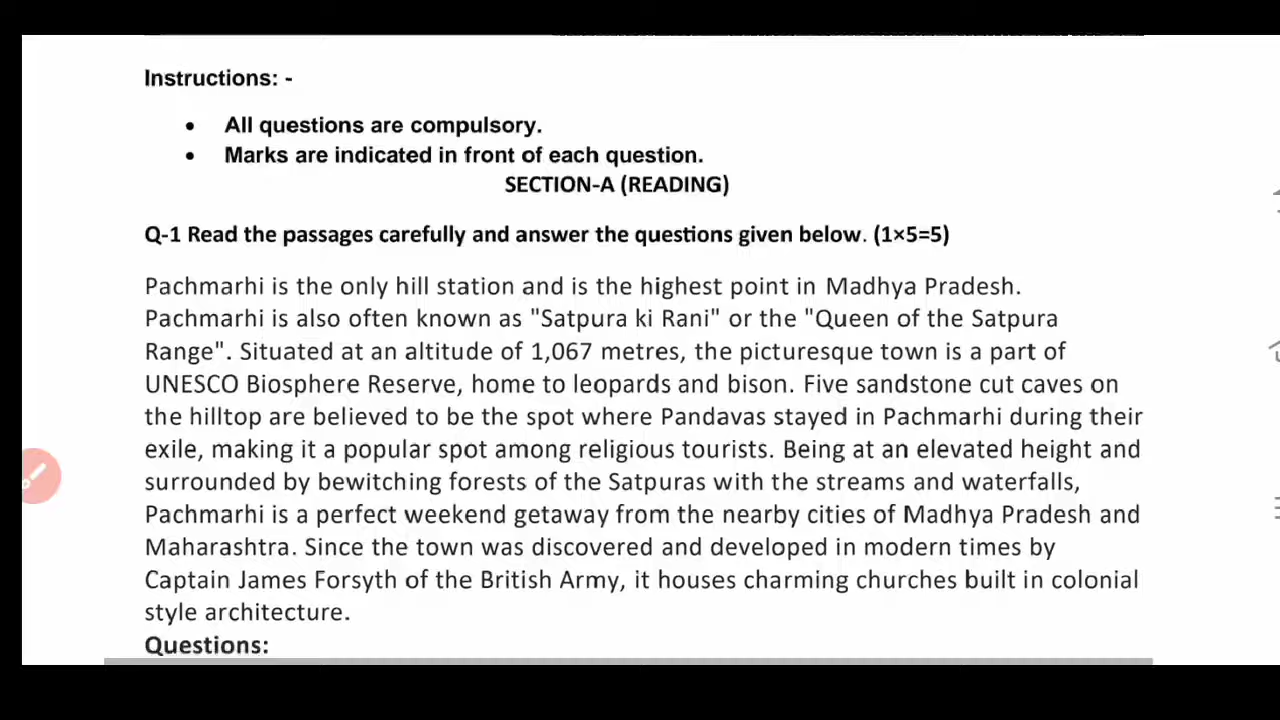 Instructions: -
• All questions are compulsory.
• Marks are indicated in front of each question.
SECTION-A (READING)
Q-1 Read the passages carefully and answer the questions given below. (1×5=5)
Pachmarhi is the only hill station and is the highest point in Madhya Pradesh.
Pachmarhi is also often known as "Satpura ki Rani" or the "Queen of the Satpura
Range". Situated at an altitude of 1,067 metres, the picturesque town is a part of
UNESCO Biosphere Reserve, home to leopards and bison. Five sandstone cut caves on
the hilltop are believed to be the spot where Pandavas stayed in Pachmarhi during their
exile, making it a popular spot among religious tourists. Being at an elevated height and
surrounded by bewitching forests of the Satpuras with the streams and waterfalls,
Pachmarhi is a perfect weekend getaway from the nearby cities of Madhya Pradesh and
Maharashtra. Since the town was discovered and developed in modern times by
Captain James Forsyth of the British Army, it houses charming churches built in colonial
style architecture.
Questions: